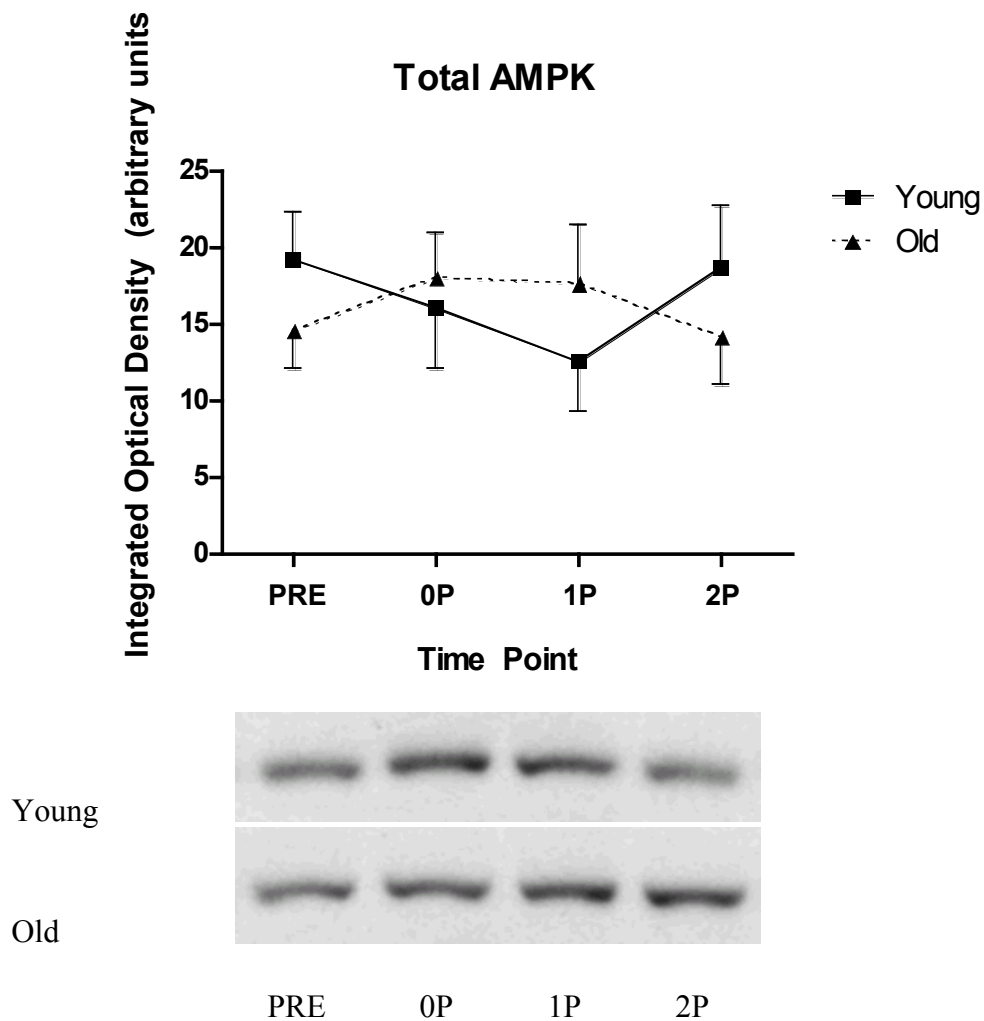 Total AMPK
Integrated Optical Density (arbitrary units
25
20
15
10
5
0
PRE 0P 1P 2P
Time Point
Young
Old
Young
Old
PRE 0P 1P 2P